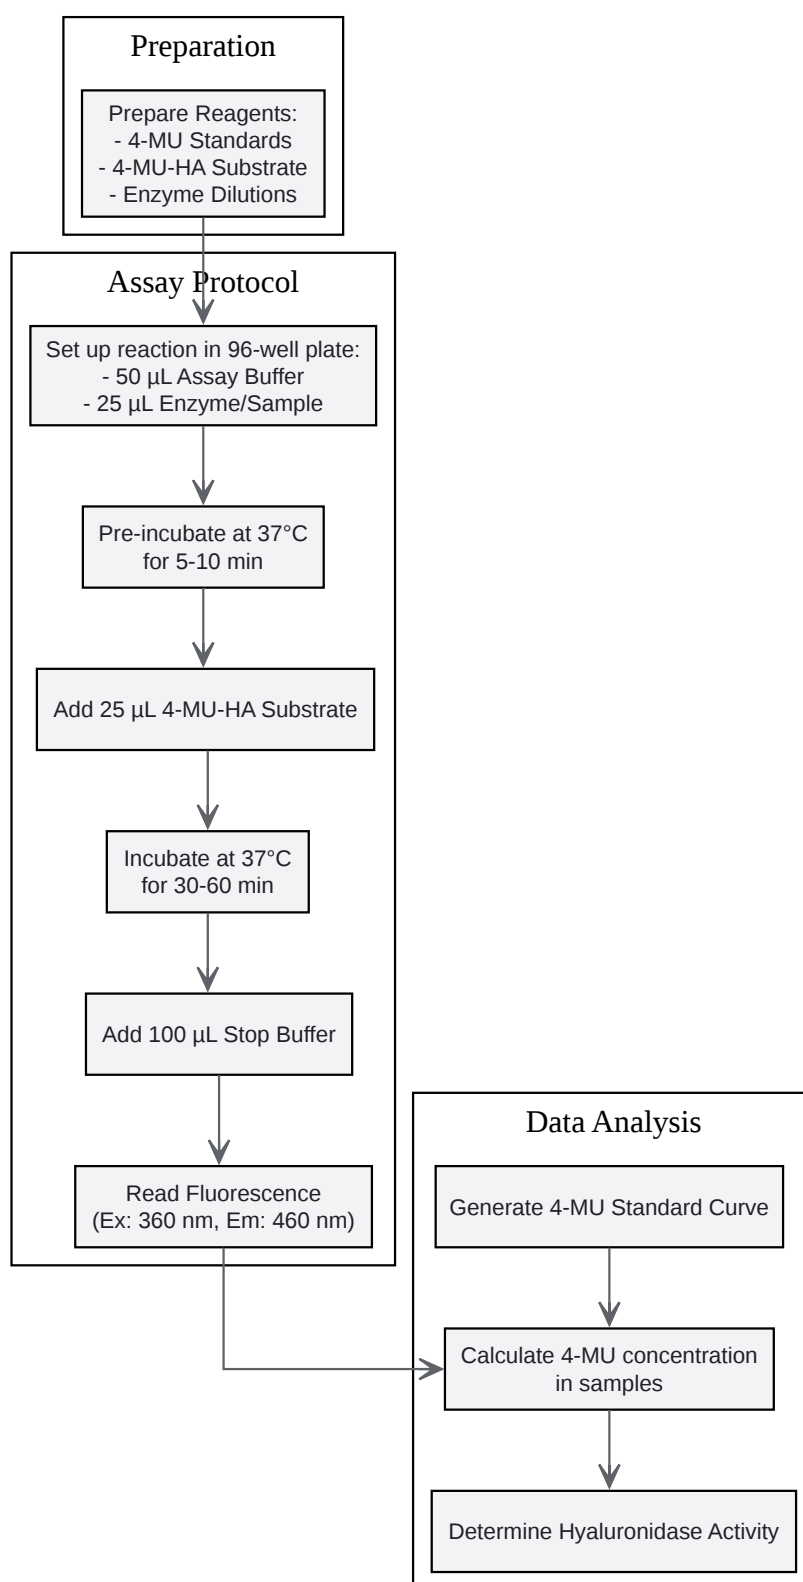 Preparation
Prepare Reagents:
- 4-MU Standards
- 4-MU-HA Substrate
- Enzyme Dilutions
Assay Protocol
Set up reaction in 96-well plate:
- 50 µL Assay Buffer
- 25 µL Enzyme/Sample
Pre-incubate at 37°C
for 5-10 min
Add 25 µL 4-MU-HA Substrate
Incubate at 37°C
for 30-60 min
Add 100 µL Stop Buffer
Read Fluorescence
(Ex: 360 nm, Em: 460 nm)
Data Analysis
Generate 4-MU Standard Curve
Calculate 4-MU concentration
in samples
Determine Hyaluronidase Activity